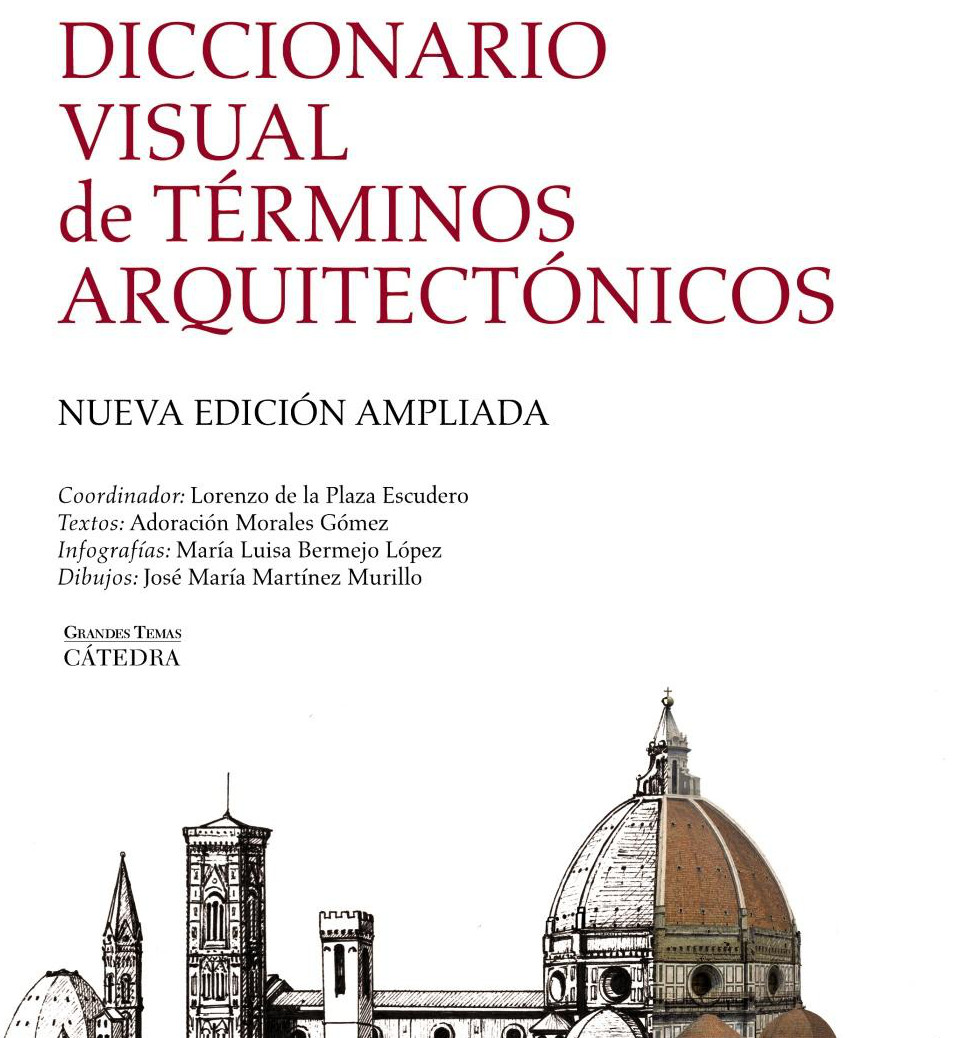 DICCIONARIO
VISUAL
de TÉRMINOS
ARQUITECTÓNICOS
NUEVA EDICIÓN AMPLIADA
Coordinador: Lorenzo de la Plaza Escudero
Textos: Adoración Morales Gómez
Infografías: María Luisa Bermejo López
Dibujos: José María Martínez Murillo
GRANDES TEMAS
CÁTEDRA